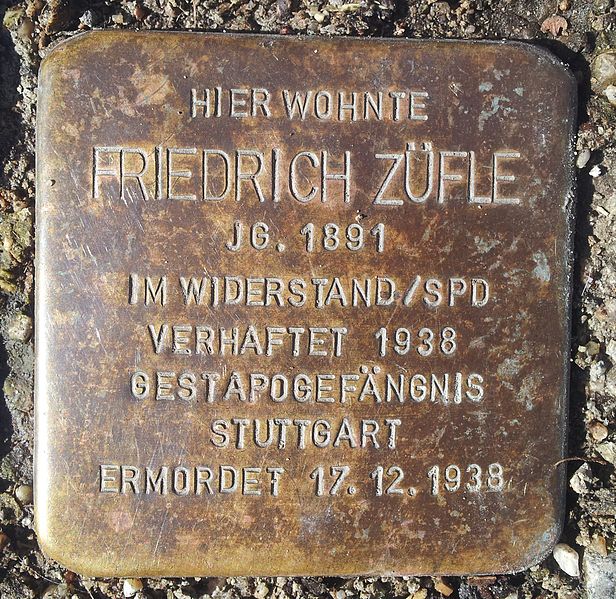 HIER WOHNTE
FRIEDRICH ZÜFLE
JG. 1891
IM WIDERSTAND/SPD
VERHAFTET 1938
GESTAPOGEFÄNGNIS
STUTTGART
ERMORDET 17. 12. 1938